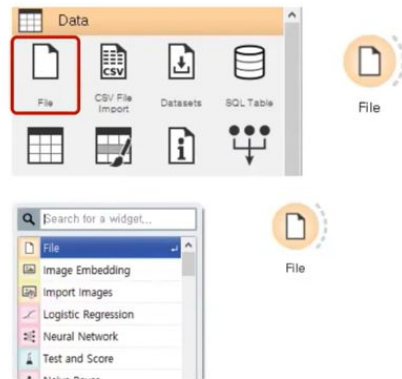 Data
File
CSV File Import
Datasets
SQL Table
File
Search for a widget...
File
Image Embedding
Import Images
Logistic Regression
Neural Network
Test and Score
File